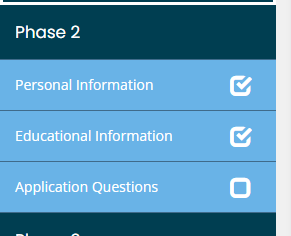 Phase 2
Personal Information
Educational Information
Application Questions